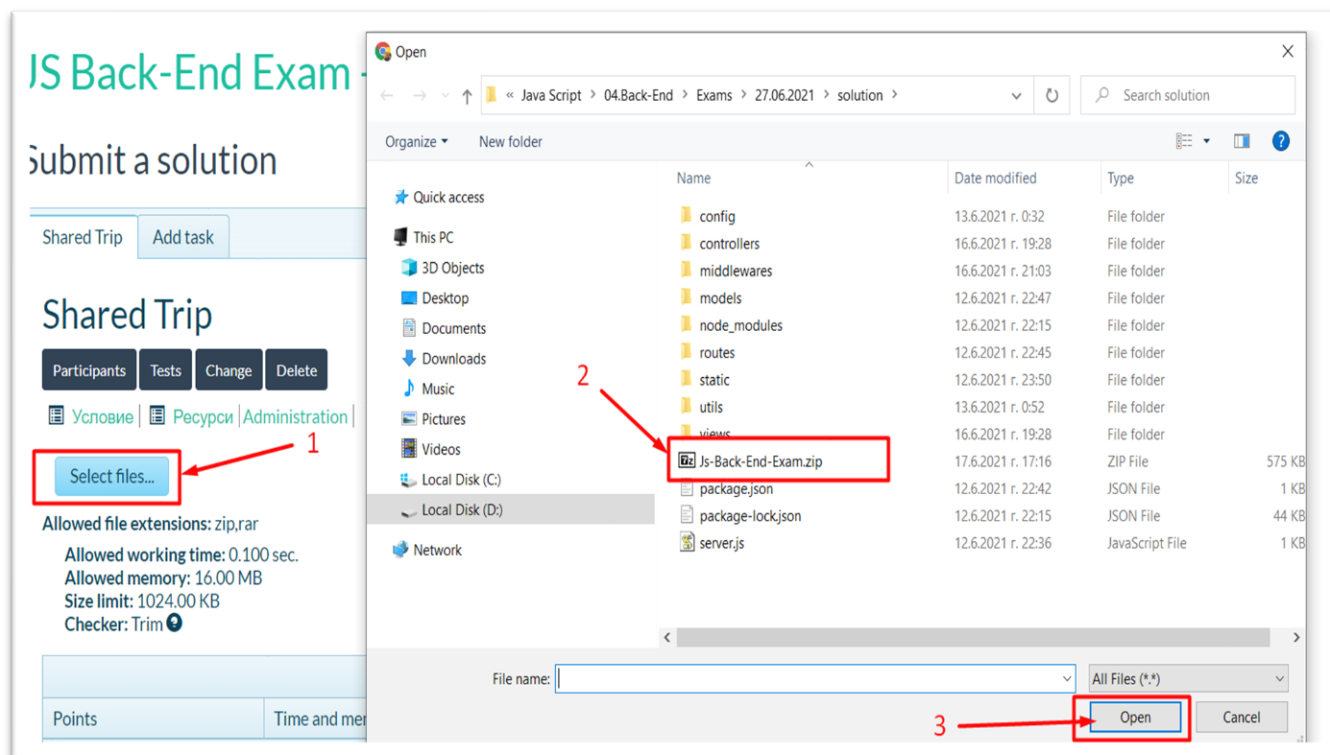 JS Back-End Exam -
Submit a solution
Shared Trip
Add task
Shared Trip
Participants
Tests
Change
Delete
Условие
Ресурси
Administration
1
Select files...
Allowed file extensions: zip,rar
Allowed working time: 0.100 sec.
Allowed memory: 16.00 MB
Size limit: 1024.00 KB
Checker: Trim
Points
Time and mer
Open
« Java Script > 04.Back-End > Exams > 27.06.2021 > solution >
Search solution
Organize
New folder
Quick access
This PC
3D Objects
Desktop
Documents
Downloads
Music
Pictures
Videos
Local Disk (C:)
Local Disk (D:)
Network
2
Name Date modified Type Size
config 13.6.2021 г. 0:32 File folder
controllers 16.6.2021 г. 19:28 File folder
middlewares 16.6.2021 г. 21:03 File folder
models 12.6.2021 г. 22:47 File folder
node_modules 12.6.2021 г. 22:15 File folder
routes 12.6.2021 г. 22:45 File folder
static 12.6.2021 г. 23:50 File folder
utils 13.6.2021 г. 0:52 File folder
views 16.6.2021 г. 19:28 File folder
Js-Back-End-Exam.zip 17.6.2021 г. 17:16 ZIP File 575 KB
package.json 12.6.2021 г. 22:42 JSON File 1 KB
package-lock.json 12.6.2021 г. 22:15 JSON File 44 KB
server.js 12.6.2021 г. 22:36 JavaScript File 1 KB
File name:
All Files (*.*)
3
Open
Cancel